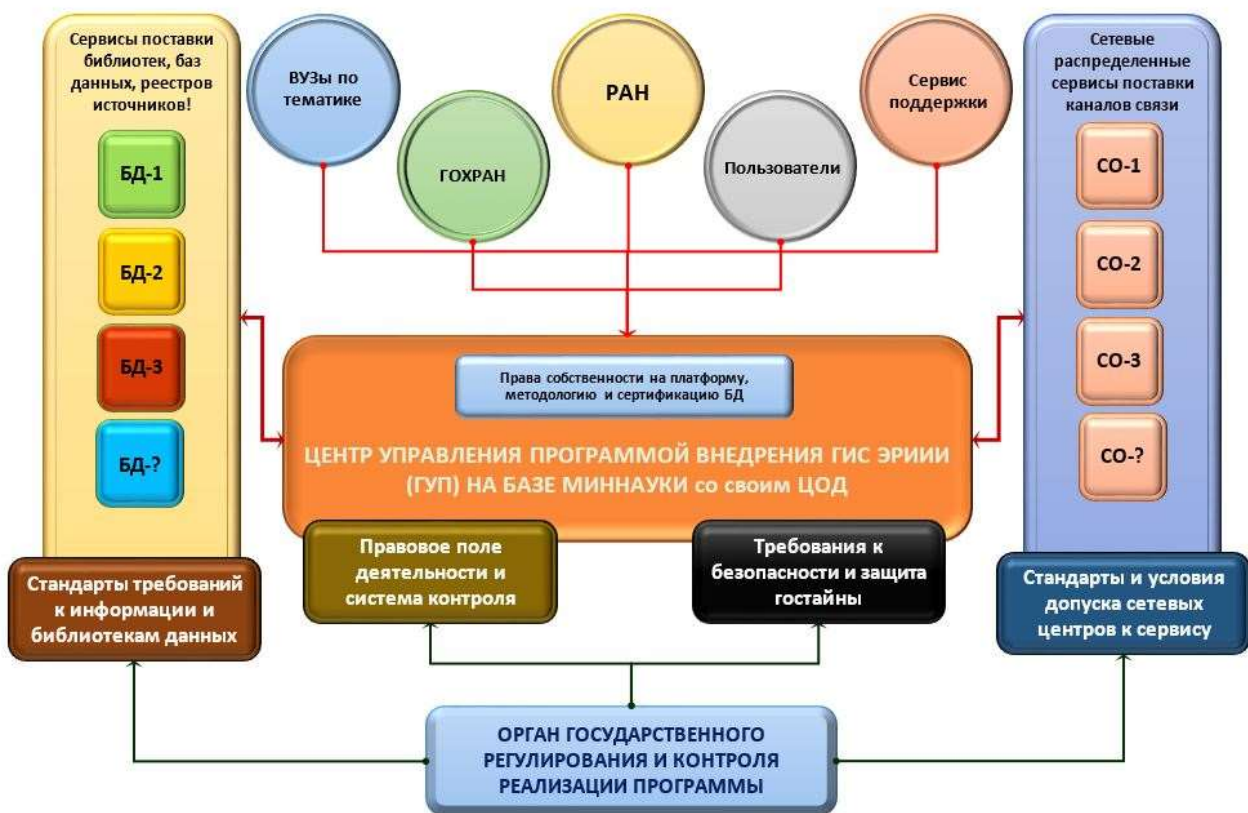 Сервисы поставки
библиотек, баз
данных, реестров
источников!
БД-1
БД-2
БД-3
БД-?
Стандарты требований
к информации и
библиотекам данных
ВУЗы по
тематике
ГОХРАН
РАН
Пользователи
Сервис
поддержки
Сетевые
распределенные
сервисы поставки
каналов связи
СО-1
СО-2
СО-3
СО-?
Стандарты и условия
допуска сетевых
центров к сервису
Права собственности на платформу,
методологию и сертификацию БД
ЦЕНТР УПРАВЛЕНИЯ ПРОГРАММОЙ ВНЕДРЕНИЯ ГИС ЭРИИИ
(ГУП) НА БАЗЕ МИННАУКИ со своим ЦОД
Правовое поле
деятельности и
система контроля
Требования к
безопасности и защита
гостайны
ОРГАН ГОСУДАРСТВЕННОГО
РЕГУЛИРОВАНИЯ И КОНТРОЛЯ
РЕАЛИЗАЦИИ ПРОГРАММЫ